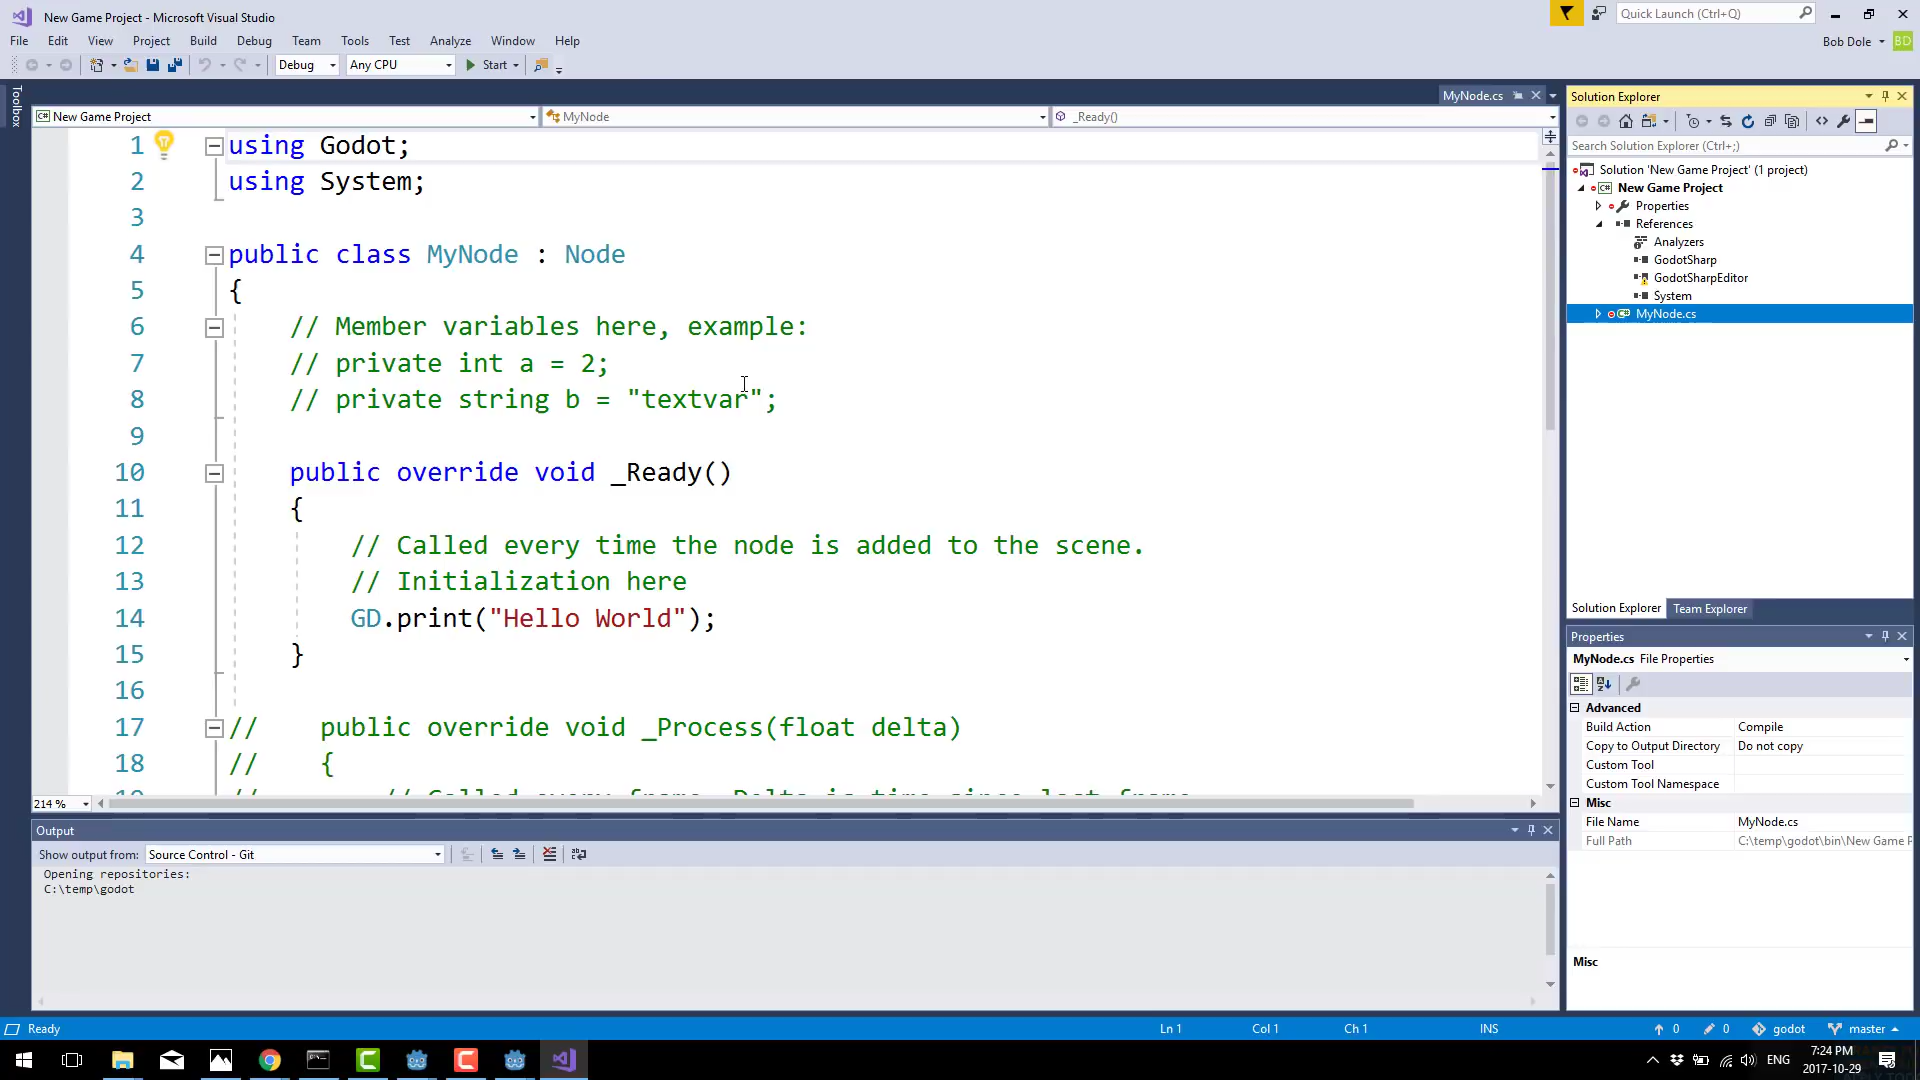 New Game Project - Microsoft Visual Studio
Quick Launch (Ctrl+Q)
File Edit View Project Build Debug Team Tools Test Analyze Window Help
Bob Dole BD
Debug Any CPU Start
Toolbox
MyNode.cs
New Game Project MyNode _Ready()
1 using Godot;
2 using System;
3
4 public class MyNode : Node
5 {
6 // Member variables here, example:
7 // private int a = 2;
8 // private string b = "textvar";
9
10 public override void _Ready()
11 {
12 // Called every time the node is added to the scene.
13 // Initialization here
14 GD.print("Hello World");
15 }
16
17 // public override void _Process(float delta)
18 // {
19 // // Called every frame. Delta is time since last frame.
214 %
Output
Show output from: Source Control - Git
Opening repositories:
C:\temp\godot
Solution Explorer
Search Solution Explorer (Ctrl+;)
Solution 'New Game Project' (1 project)
C# New Game Project
Properties
References
Analyzers
GodotSharp
GodotSharpEditor
System
C# MyNode.cs
Solution Explorer Team Explorer
Properties
MyNode.cs File Properties
Advanced
Build Action Compile
Copy to Output Directory Do not copy
Custom Tool
Custom Tool Namespace
Misc
File Name MyNode.cs
Full Path C:\temp\godot\bin\New Game P
Misc
Ready Ln 1 Col 1 Ch 1 INS 0 0 godot master
ENG 7:24 PM
2017-10-29